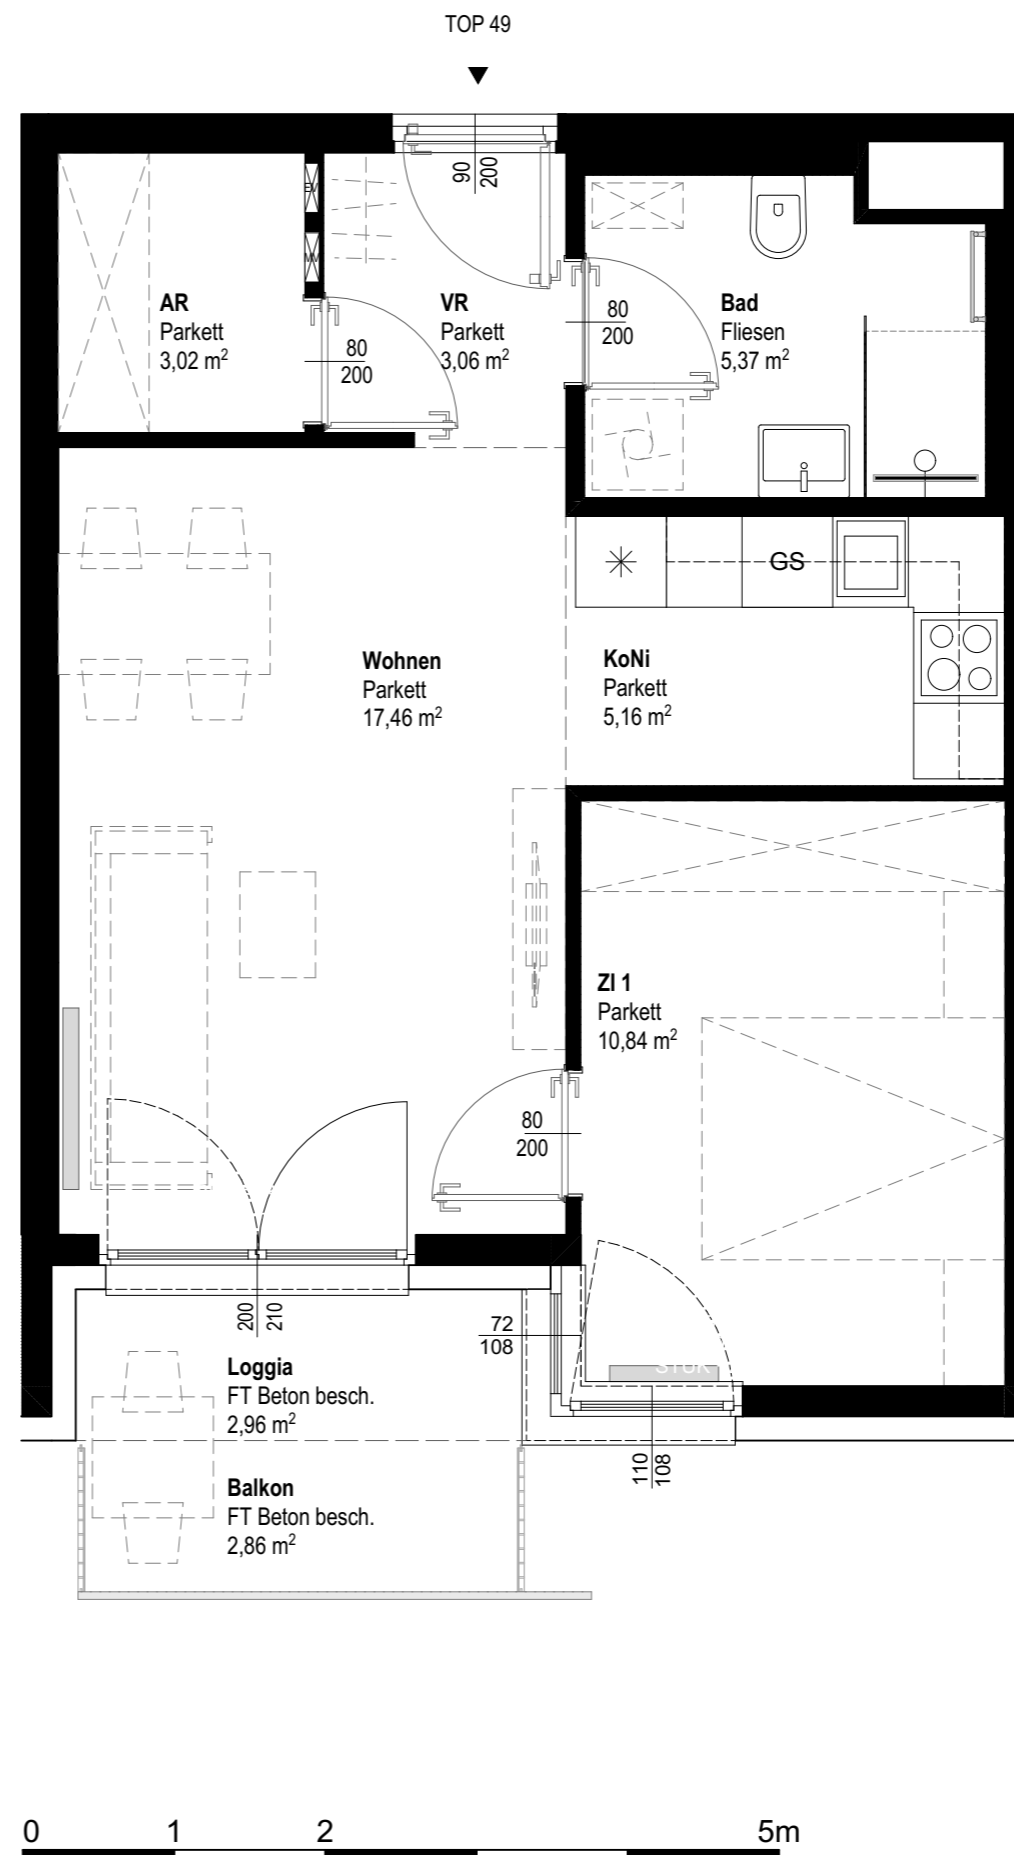 TOP 49
90
200
AR
Parkett
3,02 m²
80
200
VR
Parkett
3,06 m²
80
200
Bad
Fliesen
5,37 m²
GS
Wohnen
Parkett
17,46 m²
KoNi
Parkett
5,16 m²
ZI 1
Parkett
10,84 m²
80
200
200
210
72
108
Loggia
FT Beton besch.
2,96 m²
110
108
Balkon
FT Beton besch.
2,86 m²
0 1 2 5m